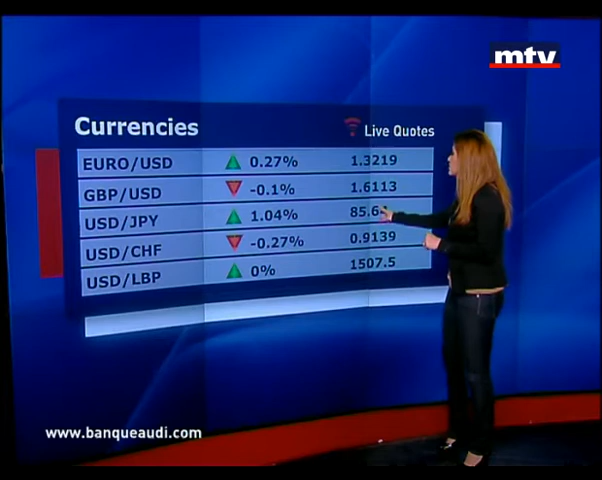 mtv
Currencies
Live Quotes
EURO/USD 0.27% 1.3219
GBP/USD -0.1% 1.6113
USD/JPY 1.04%
USD/CHF -0.27% 0.9139
USD/LBP 0% 1507.5
www.banqueaudi.com